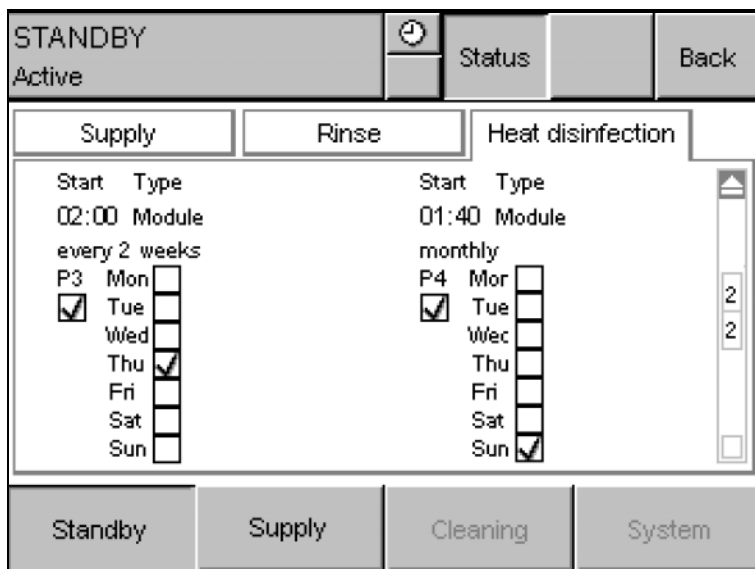 STANDBY
Active
Status
Back
Supply
Rinse
Heat disinfection
Start Type
02:00 Module
every 2 weeks
P3 Mon
Tue
Wed
Thu
Fri
Sat
Sun
Start Type
01:40 Module
monthly
P4 Mor
Tue
Wec
Thu
Fri
Sat
Sun
2
2
Standby
Supply
Cleaning
System